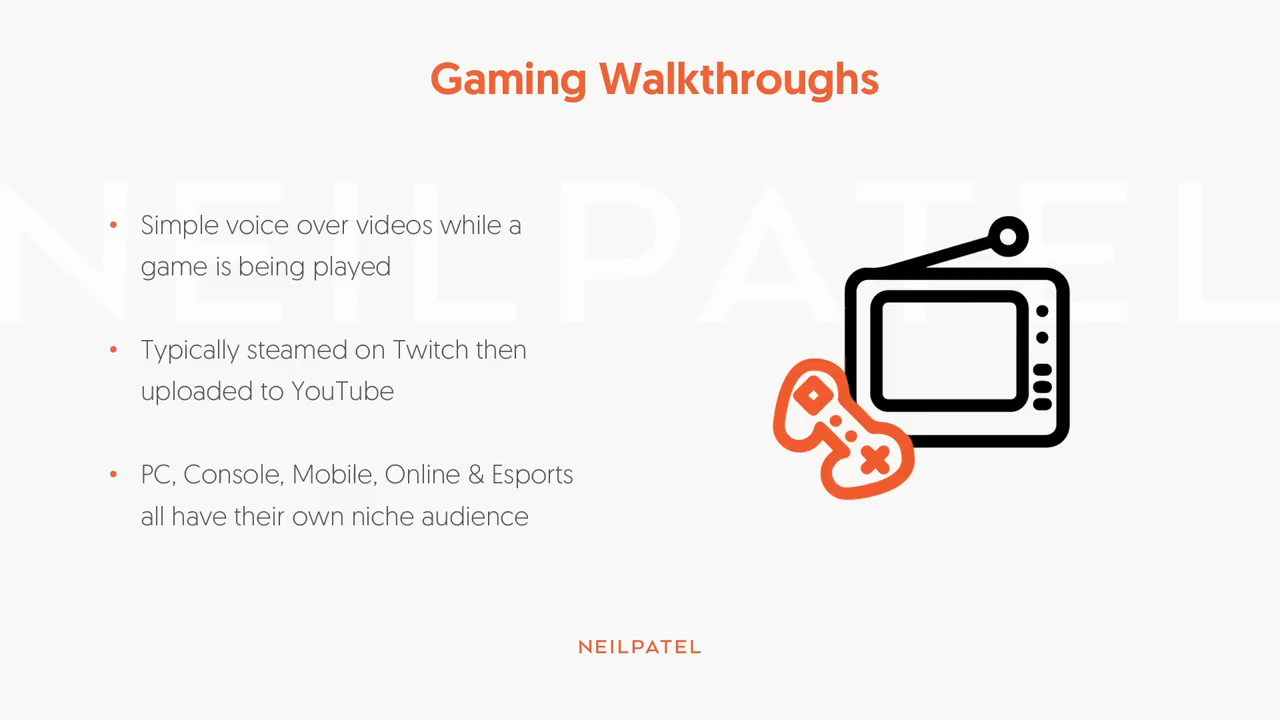 Gaming Walkthroughs
NEILPATEL
• Simple voice over videos while a
game is being played
• Typically steamed on Twitch then
uploaded to YouTube
• PC, Console, Mobile, Online & Esports
all have their own niche audience
NEILPATEL